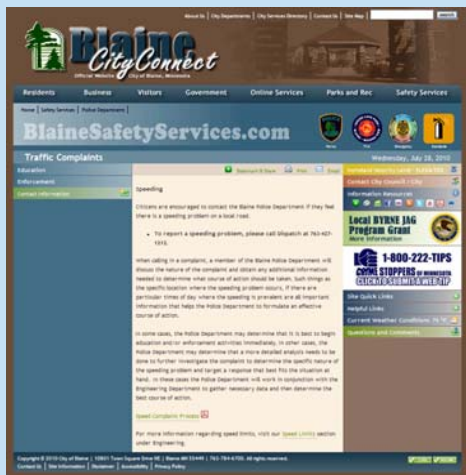 About Us | City Departments | City Services Directory | Contact Us | Site Map | search
Blaine
CityConnect
Official Website City of Blaine, Minnesota
Residents Business Visitors Government Online Services Parks and Rec Safety Services
Home | Safety Services | Police Department |
BlaineSafetyServices.com
Traffic Complaints
Wednesday, July 28, 2010
Education
Enforcement
Contact Information
Bookmark & Share Print Email
Speeding
Citizens are encouraged to contact the Blaine Police Department if they feel
there is a speeding problem on a local road.
• To report a speeding problem, please call Dispatch at 763-427-
1212.
When calling in a complaint, a member of the Blaine Police Department will
discuss the nature of the complaint and obtain any additional information
needed to determine what course of action should be taken. Such things as
the specific location where the speeding problem occurs, if there are
particular times of day where the speeding is prevalent are all important
information that helps the Police Department to formulate an effective
course of action.
In some cases, the Police Department may determine that it is best to begin
education and/or enforcement activities immediately. In other cases, the
Police Department may determine that a more detailed analysis needs to be
done to further investigate the complaint to determine the specific nature of
the speeding problem and target a response that best fits the situation at
hand. In these cases the Police Department will work in conjunction with the
Engineering Department to gather necessary data and then determine the
best course of action.
Speed Complaint Process
For more information regarding speed limits, visit our Speed Limits section
under Engineering.
Contact City Council / City
Information Resources
Local BYRNE JAG
Program Grant
More Information
1-800-222-TIPS
CRIME STOPPERS OF MINNESOTA
CLICK TO SUBMIT A WEB TIP
Site Quick Links
Helpful Links
Current Weather Conditions
Questions and Comments
Copyright © 2010 City of Blaine | 10801 Town Square Drive NE | Blaine MN 55449 | 763-784-6700. All rights reserved.
Contact Us | Site Information | Disclaimer | Accessibility | Privacy Policy